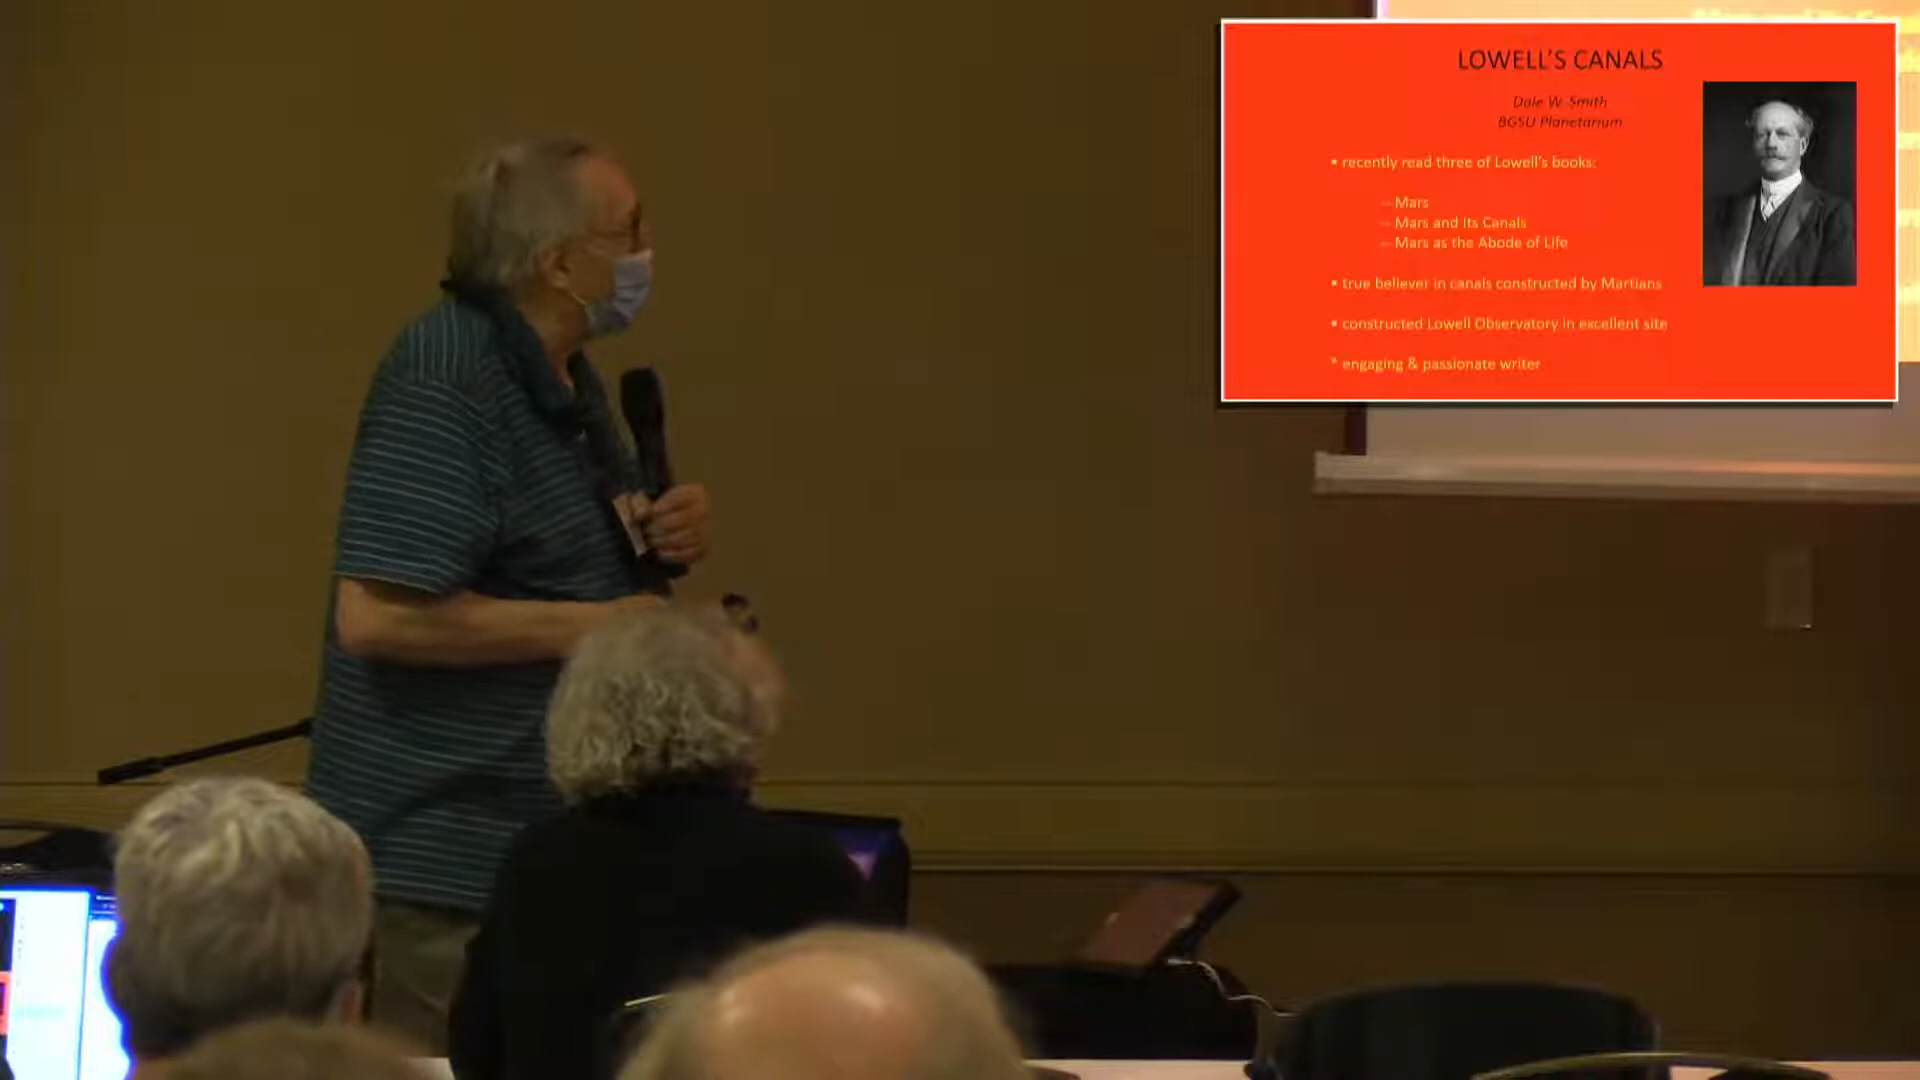 LOWELL'S CANALS
Dale W. Smith
BGSU Planetarium
• recently read three of Lowell's books:
– Mars
– Mars and Its Canals
– Mars as the Abode of Life
• true believer in canals constructed by Martians
• constructed Lowell Observatory in excellent site
* engaging & passionate writer